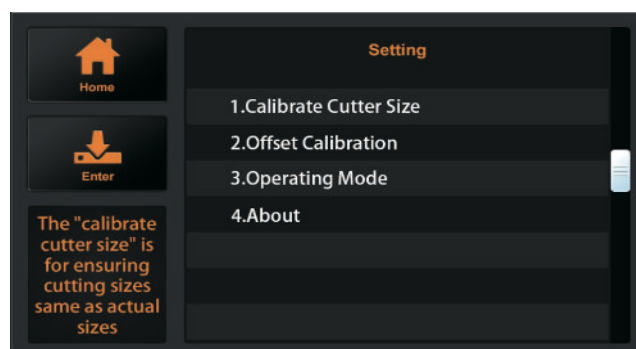 Home
Enter
The "calibrate
cutter size" is
for ensuring
cutting sizes
same as actual
sizes
Setting
1.Calibrate Cutter Size
2.Offset Calibration
3.Operating Mode
4.About